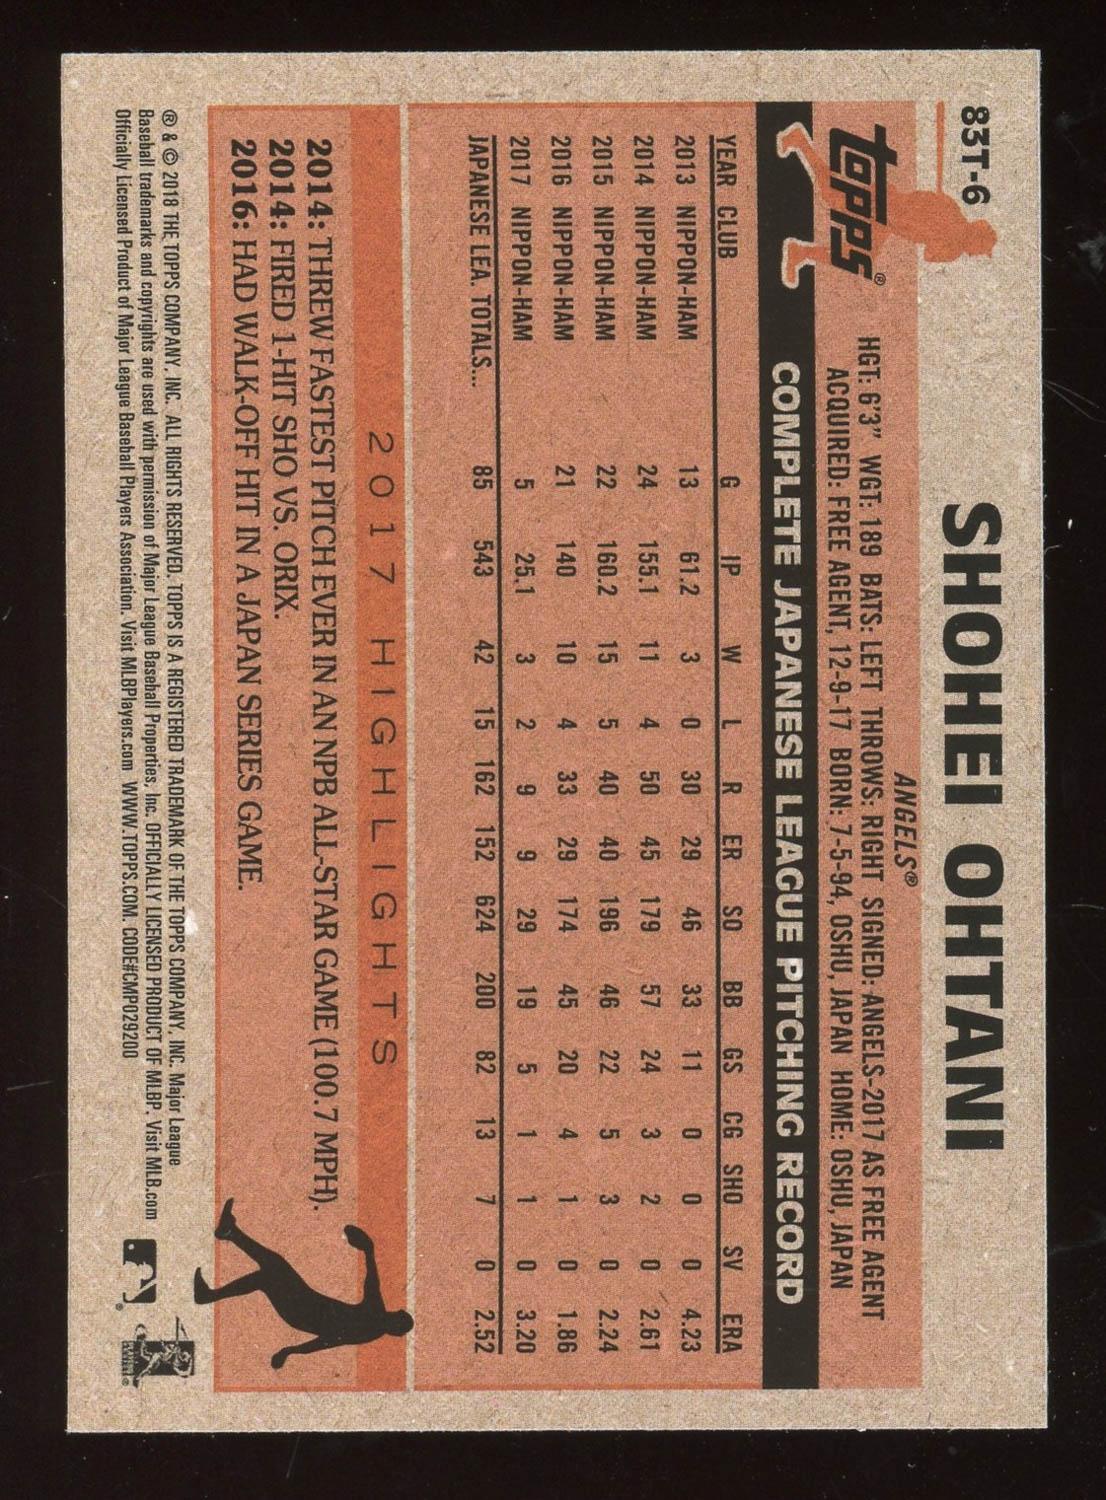 83T-6
SHOHEI OHTANI
topps®
ANGELS®
HGT: 6'3" WGT: 189 BATS: LEFT THROWS: RIGHT SIGNED: ANGELS-2017 AS FREE AGENT
ACQUIRED: FREE AGENT, 12-9-17 BORN: 7-5-94, OSHU, JAPAN HOME: OSHU, JAPAN
COMPLETE JAPANESE LEAGUE PITCHING RECORD
YEAR CLUB G IP W L R ER SO BB GS CG SHO SV ERA
2013 NIPPON-HAM 13 61.2 3 0 30 29 46 33 11 0 0 0 4.23
2014 NIPPON-HAM 24 155.1 11 4 50 45 179 57 24 3 2 0 2.61
2015 NIPPON-HAM 22 160.2 15 5 40 40 196 46 22 5 3 0 2.24
2016 NIPPON-HAM 21 140 10 4 33 29 174 45 20 4 1 0 1.86
2017 NIPPON-HAM 5 25.1 3 2 9 9 29 19 5 1 1 0 3.20
JAPANESE LEA. TOTALS... 85 543 42 15 162 152 624 200 82 13 7 0 2.52
2017 HIGHLIGHTS
2014: THREW FASTEST PITCH EVER IN AN NPB ALL-STAR GAME (100.7 MPH).
2014: FIRED 1-HIT SHO VS. ORIX.
2016: HAD WALK-OFF HIT IN A JAPAN SERIES GAME.
® & © 2018 THE TOPPS COMPANY, INC. ALL RIGHTS RESERVED. TOPPS IS A REGISTERED TRADEMARK OF THE TOPPS COMPANY, INC. Major League
Baseball trademarks and copyrights are used with permission of Major League Baseball Properties, Inc. OFFICIALLY LICENSED PRODUCT OF MLBP. Visit MLB.com
Officially Licensed Product of Major League Baseball Players Association. Visit MLBPlayers.com WWW.TOPPS.COM. CODE#CMP029200